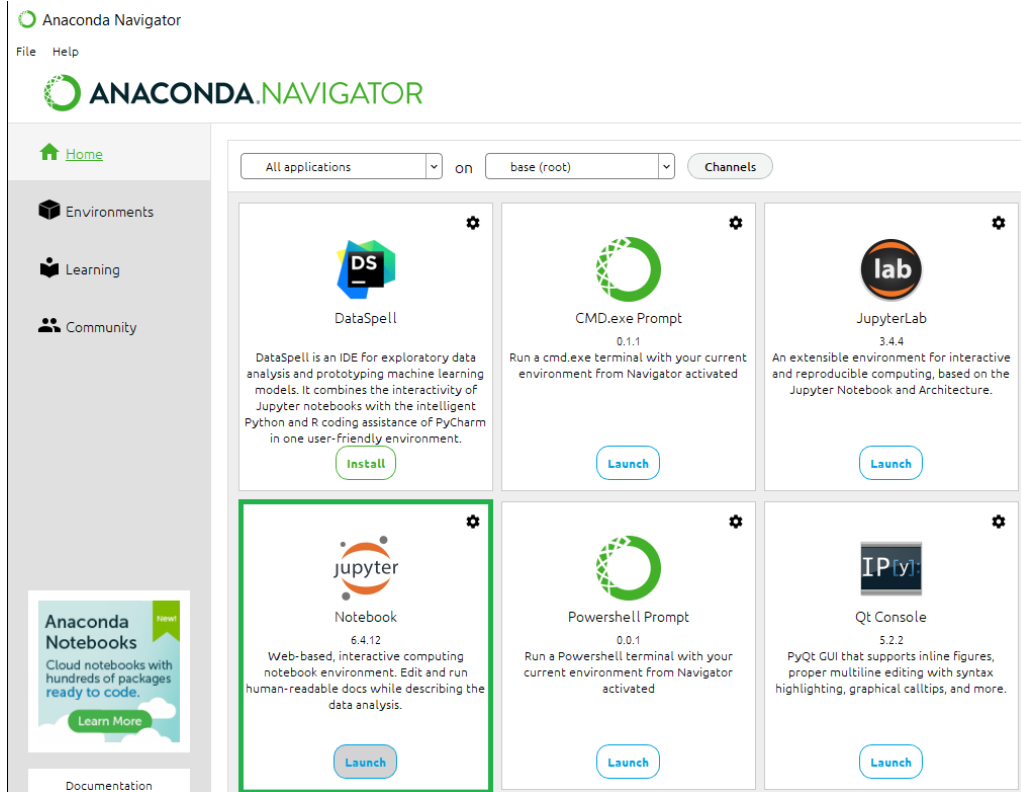 Anaconda Navigator
File Help
ANACONDA.NAVIGATOR
Home
Environments
Learning
Community
Anaconda
Notebooks
New!
Cloud notebooks with
hundreds of packages
ready to code.
Learn More
Documentation
All applications on base (root) Channels
DS
DataSpell
DataSpell is an IDE for exploratory data
analysis and prototyping machine learning
models. It combines the interactivity of
Jupyter notebooks with the intelligent
Python and R coding assistance of PyCharm
in one user-friendly environment.
Install
CMD.exe Prompt
0.1.1
Run a cmd.exe terminal with your current
environment from Navigator activated
Launch
lab
JupyterLab
3.4.4
An extensible environment for interactive
and reproducible computing, based on the
Jupyter Notebook and Architecture.
Launch
jupyter
Notebook
6.4.12
Web-based, interactive computing
notebook environment. Edit and run
human-readable docs while describing the
data analysis.
Launch
Powershell Prompt
0.0.1
Run a Powershell terminal with your
current environment from Navigator
activated
Launch
IP[y]:
Qt Console
5.2.2
PyQt GUI that supports inline figures,
proper multiline editing with syntax
highlighting, graphical calltips, and more.
Launch